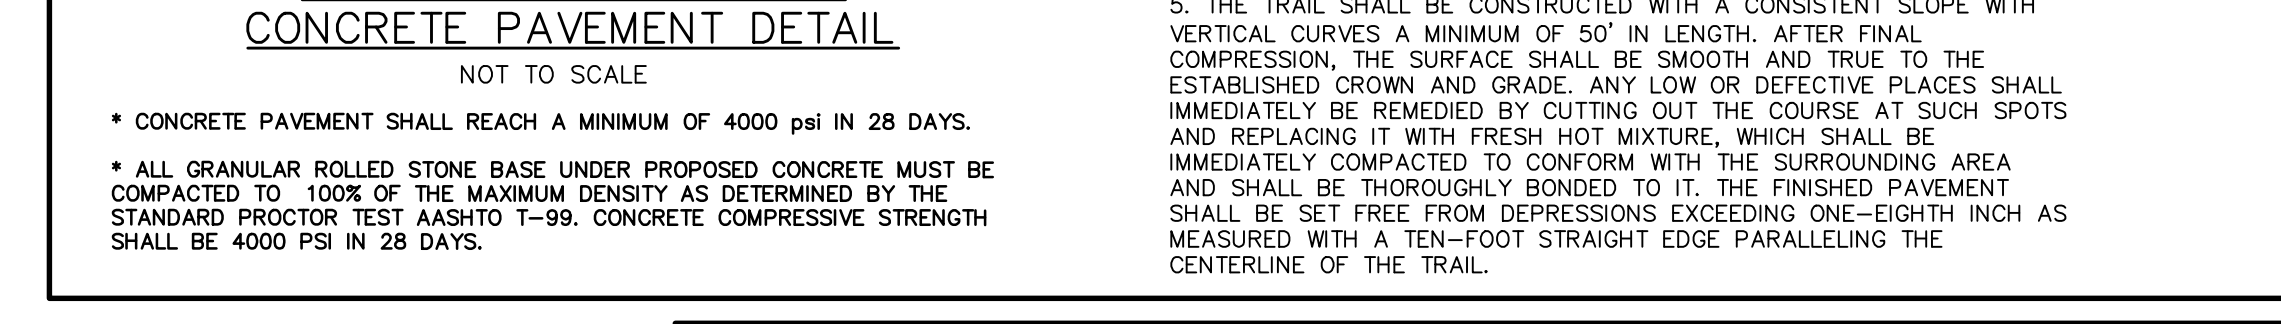 CONCRETE PAVEMENT DETAIL
NOT TO SCALE
* CONCRETE PAVEMENT SHALL REACH A MINIMUM OF 4000 psi IN 28 DAYS.
* ALL GRANULAR ROLLED STONE BASE UNDER PROPOSED CONCRETE MUST BE
COMPACTED TO 100% OF THE MAXIMUM DENSITY AS DETERMINED BY THE
STANDARD PROCTOR TEST AASHTO T-99. CONCRETE COMPRESSIVE STRENGTH
SHALL BE 4000 PSI IN 28 DAYS.
5. THE TRAIL SHALL BE CONSTRUCTED WITH A CONSISTENT SLOPE WITH
VERTICAL CURVES A MINIMUM OF 50' IN LENGTH. AFTER FINAL
COMPRESSION, THE SURFACE SHALL BE SMOOTH AND TRUE TO THE
ESTABLISHED CROWN AND GRADE. ANY LOW OR DEFECTIVE PLACES SHALL
IMMEDIATELY BE REMEDIED BY CUTTING OUT THE COURSE AT SUCH SPOTS
AND REPLACING IT WITH FRESH HOT MIXTURE, WHICH SHALL BE
IMMEDIATELY COMPACTED TO CONFORM WITH THE SURROUNDING AREA
AND SHALL BE THOROUGHLY BONDED TO IT. THE FINISHED PAVEMENT
SHALL BE SET FREE FROM DEPRESSIONS EXCEEDING ONE-EIGHTH INCH AS
MEASURED WITH A TEN-FOOT STRAIGHT EDGE PARALLELING THE
CENTERLINE OF THE TRAIL.